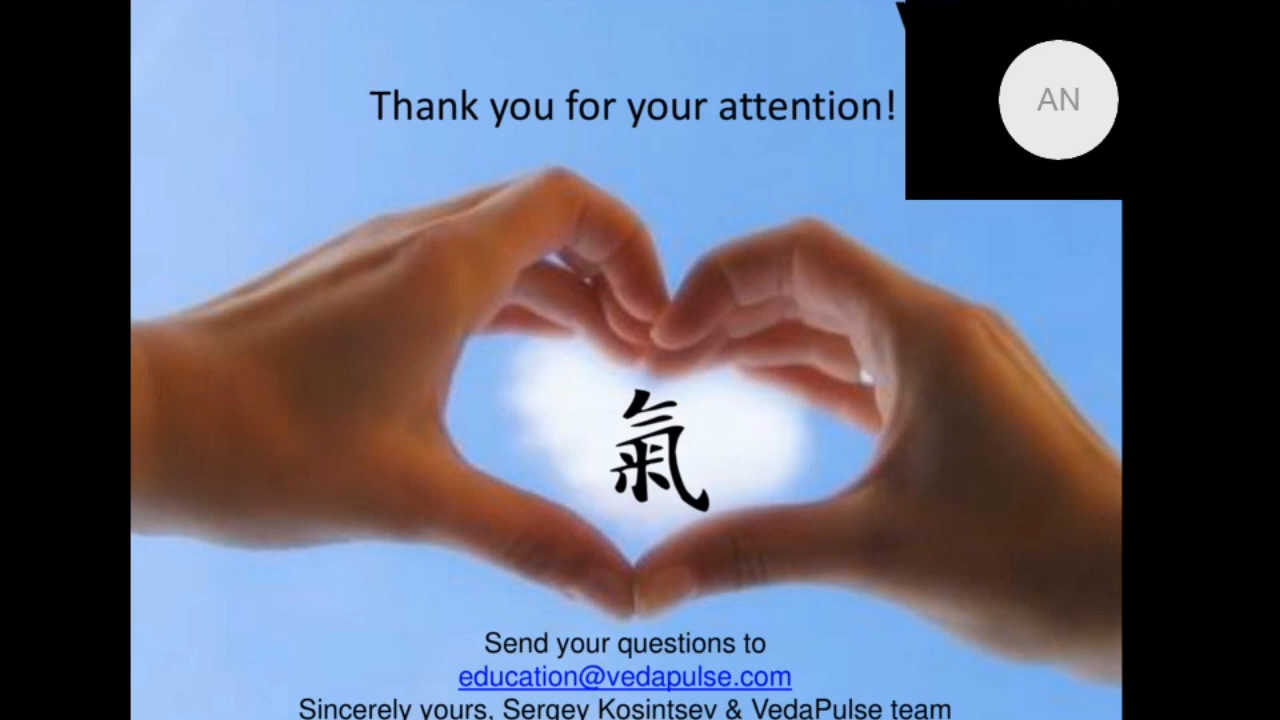 Thank you for your attention!
AN
氣
Send your questions to
education@vedapulse.com
Sincerely yours, Sergey Kosintsev & VedaPulse team